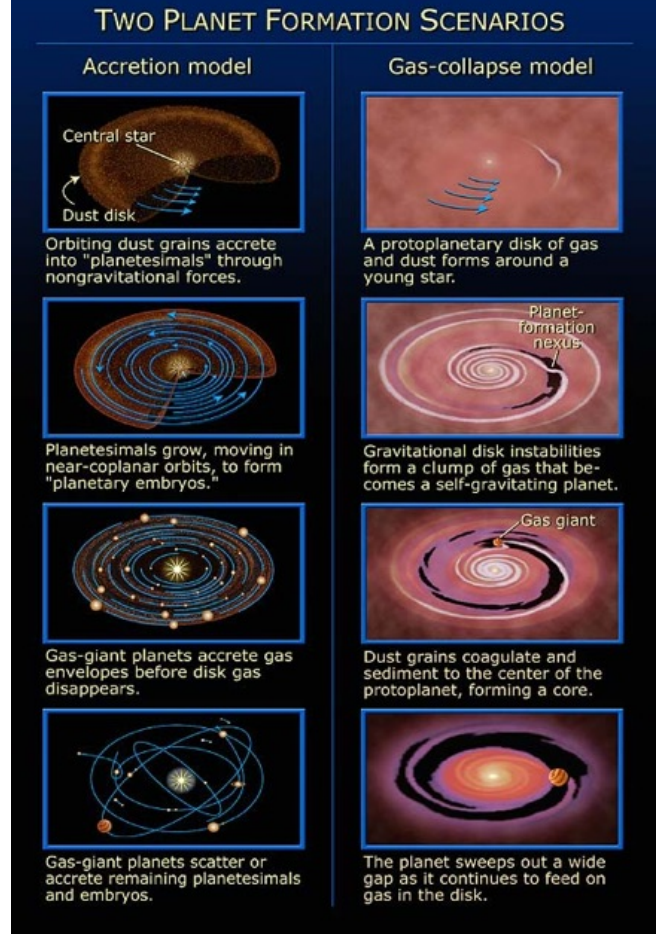 TWO PLANET FORMATION SCENARIOS
Accretion model
Central star
Dust disk
Orbiting dust grains accrete
into "planetesimals" through
nongravitational forces.
Planetesimals grow, moving in
near-coplanar orbits, to form
"planetary embryos."
Gas-giant planets accrete gas
envelopes before disk gas
disappears.
Gas-giant planets scatter or
accrete remaining planetesimals
and embryos.
Gas-collapse model
A protoplanetary disk of gas
and dust forms around a
young star.
Planet-
formation
nexus
Gravitational disk instabilities
form a clump of gas that be-
comes a self-gravitating planet.
Gas giant
Dust grains coagulate and
sediment to the center of the
protoplanet, forming a core.
The planet sweeps out a wide
gap as it continues to feed on
gas in the disk.